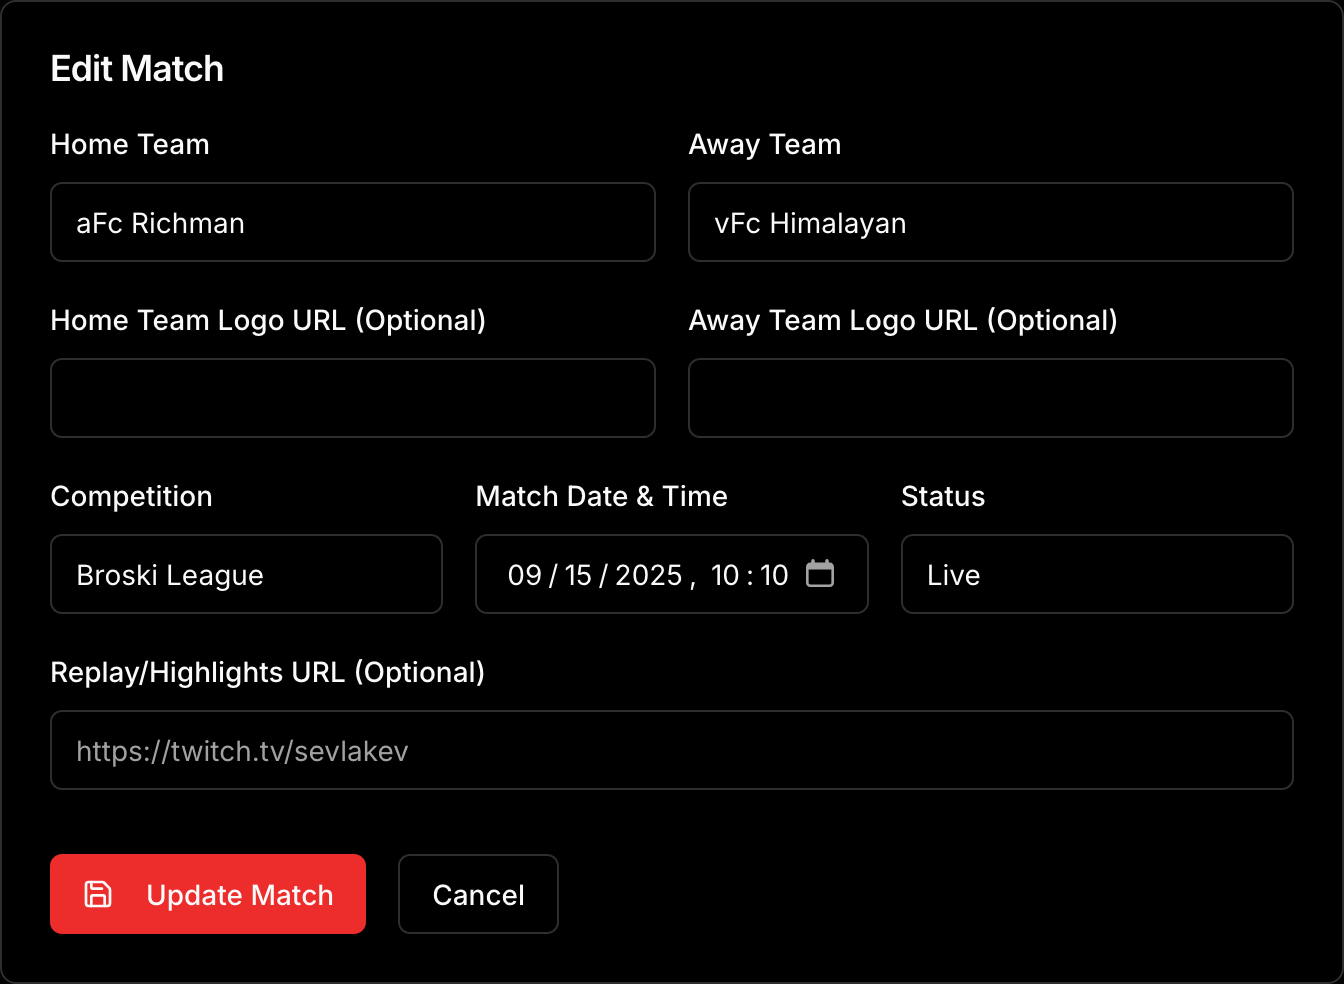 Edit Match
Home Team
Away Team
aFc Richman
vFc Himalayan
Home Team Logo URL (Optional)
Away Team Logo URL (Optional)
Competition
Match Date & Time
Status
Broski League
09/15/2025, 10:10
Live
Replay/Highlights URL (Optional)
https://twitch.tv/sevlakev
Update Match
Cancel